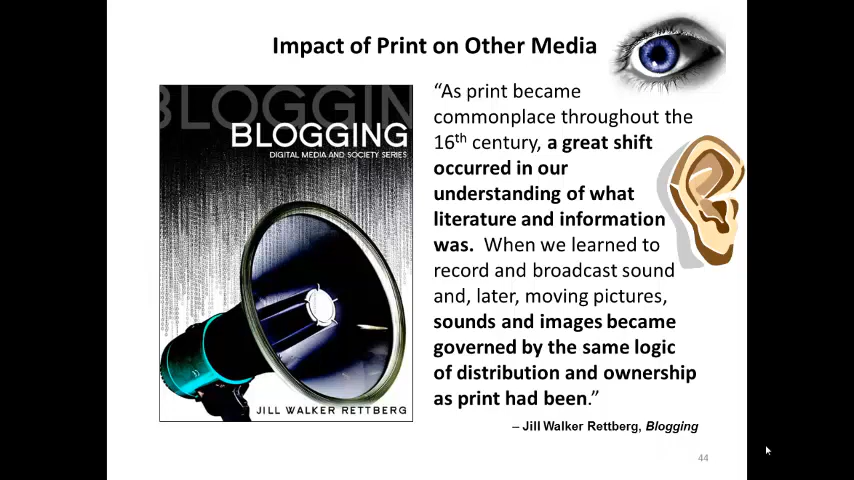 Impact of Print on Other Media
BLOGGIN
BLOGGING
DIGITAL MEDIA AND SOCIETY SERIES
JILL WALKER RETTBERG
“As print became
commonplace throughout the
16th century, a great shift
occurred in our
understanding of what
literature and information
was. When we learned to
record and broadcast sound
and, later, moving pictures,
sounds and images became
governed by the same logic
of distribution and ownership
as print had been.”
– Jill Walker Rettberg, Blogging
44